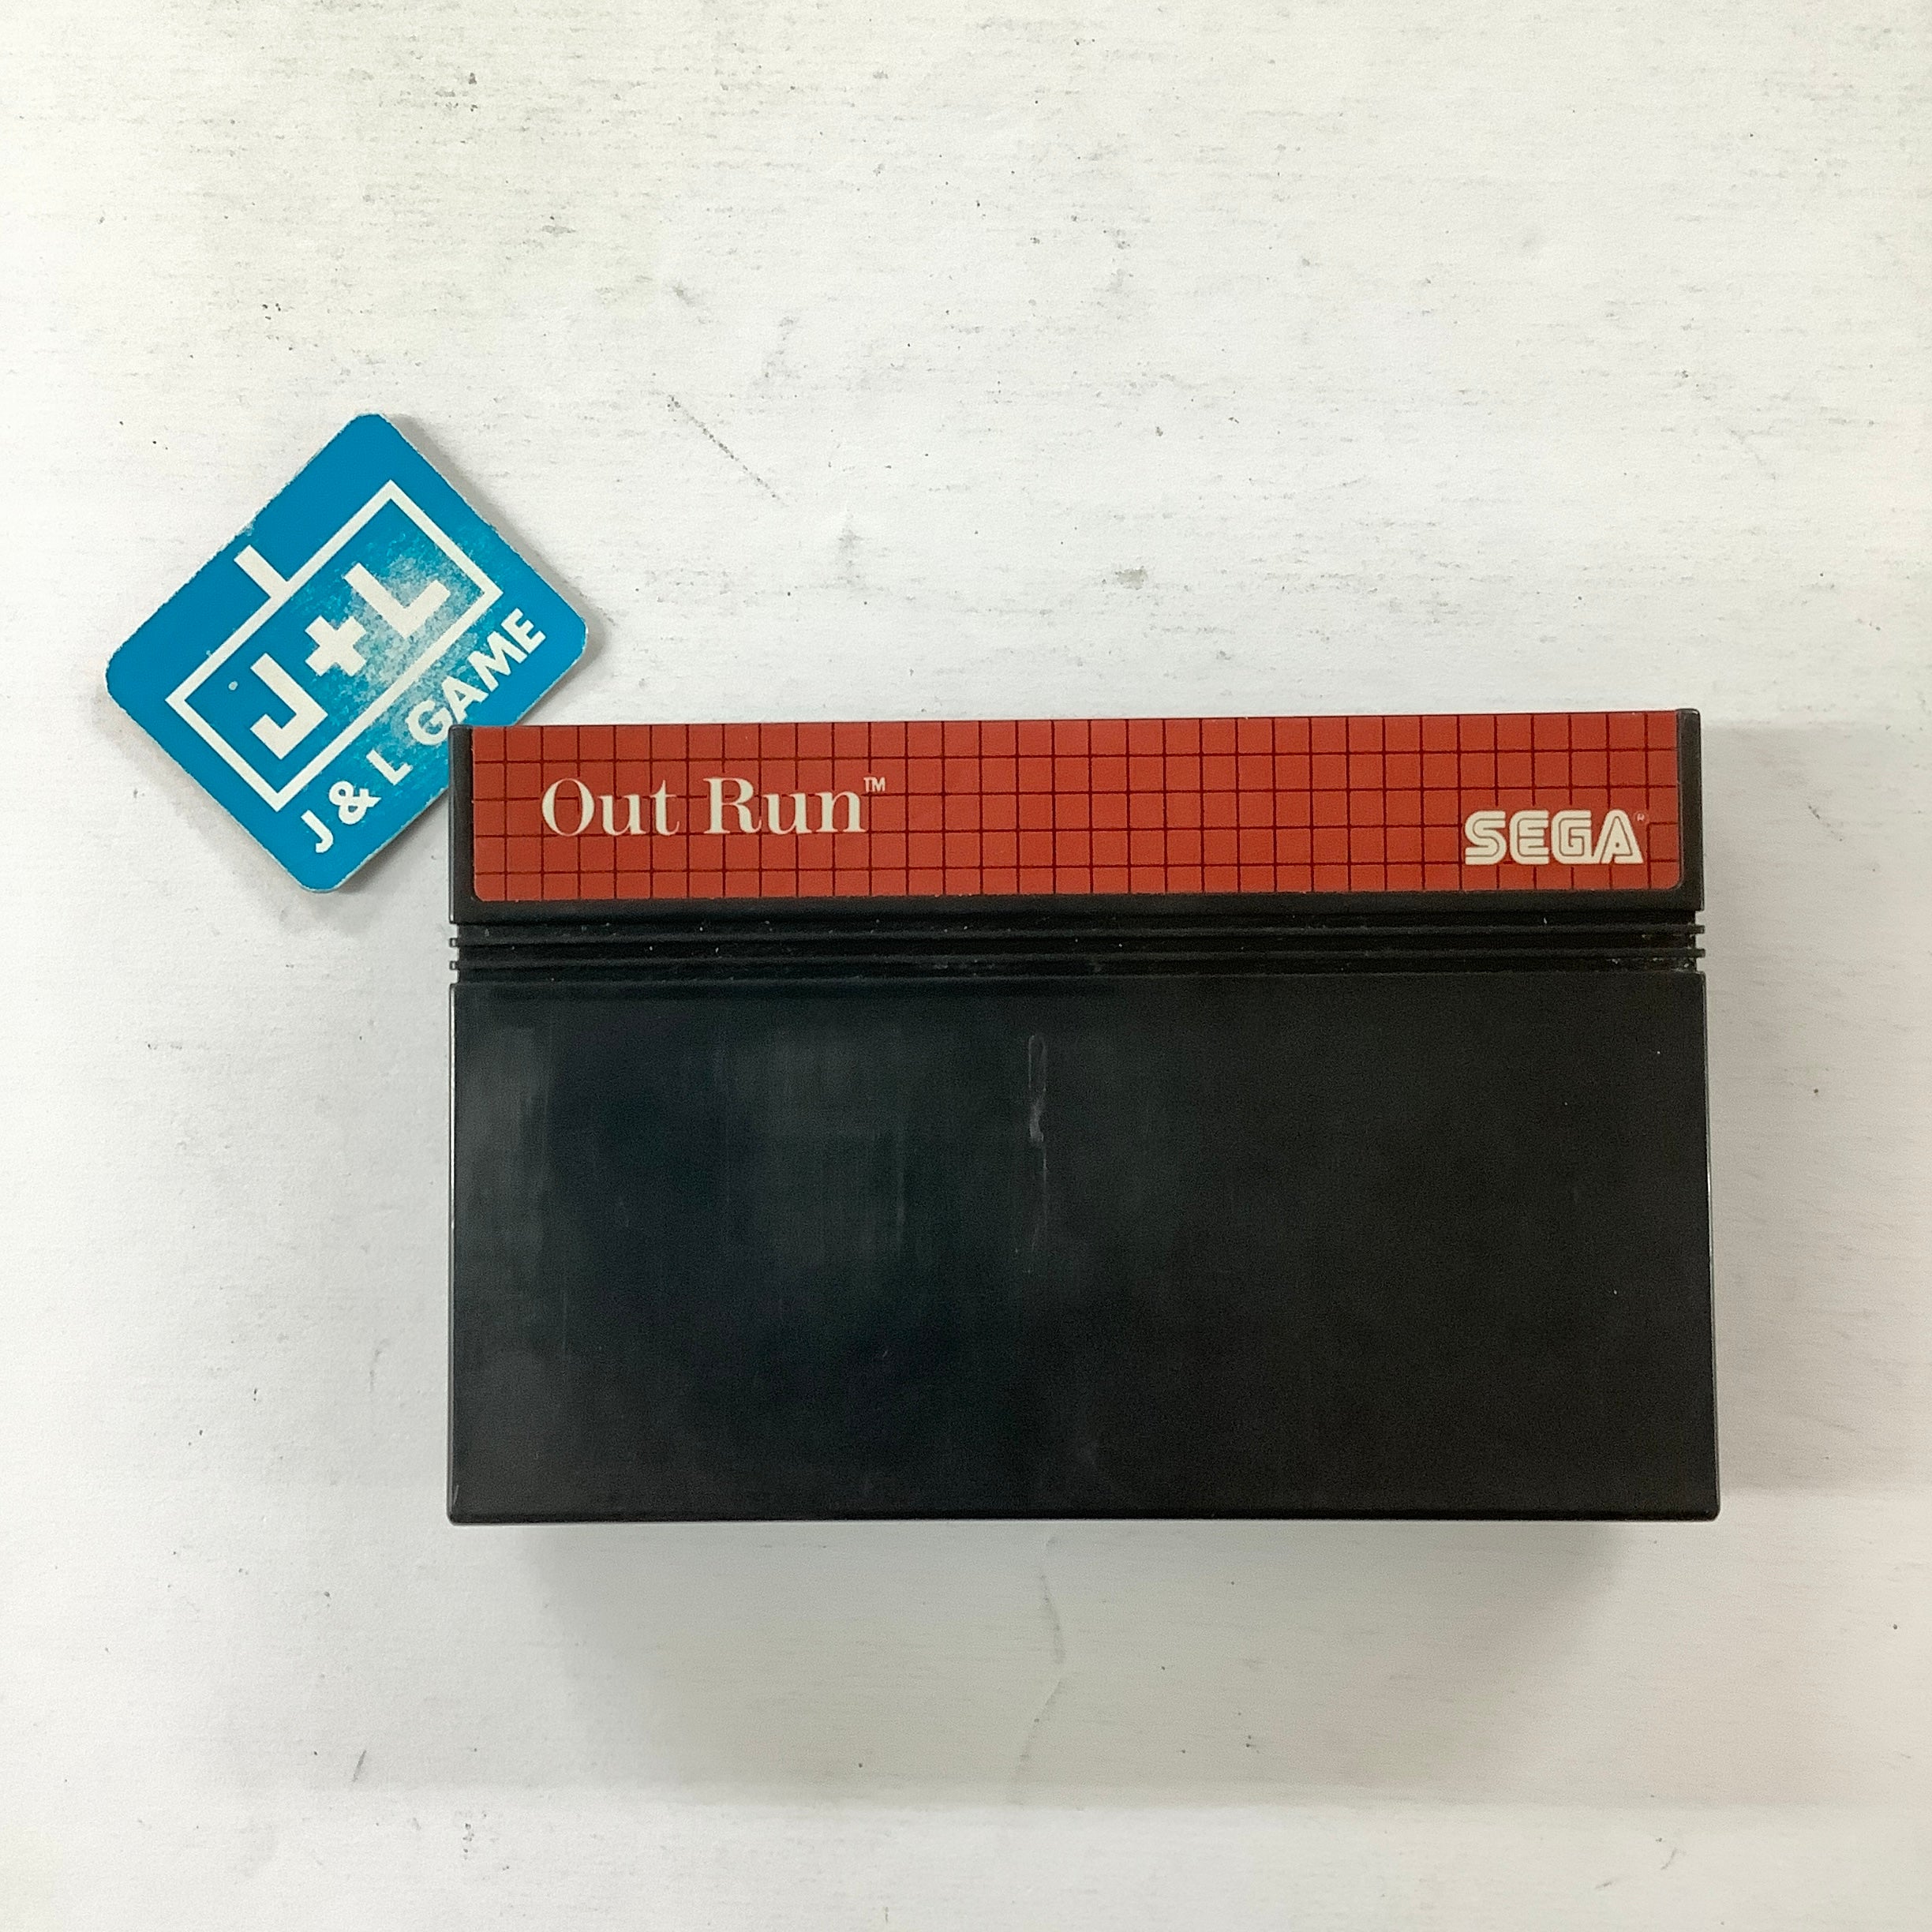 J+L
J & L GAME
Out Run™
SEGA®